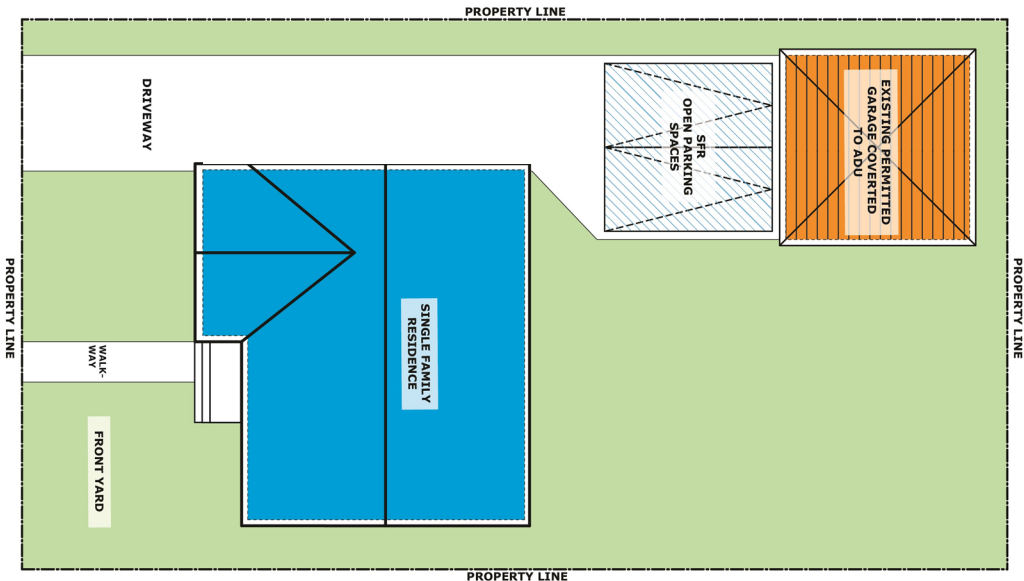 PROPERTY LINE
DRIVEWAY
SFR
OPEN PARKING
SPACES
EXISTING PERMITTED
GARAGE COVERTED
TO ADU
PROPERTY LINE
PROPERTY LINE
SINGLE FAMILY
RESIDENCE
WALK-
WAY
FRONT YARD
PROPERTY LINE